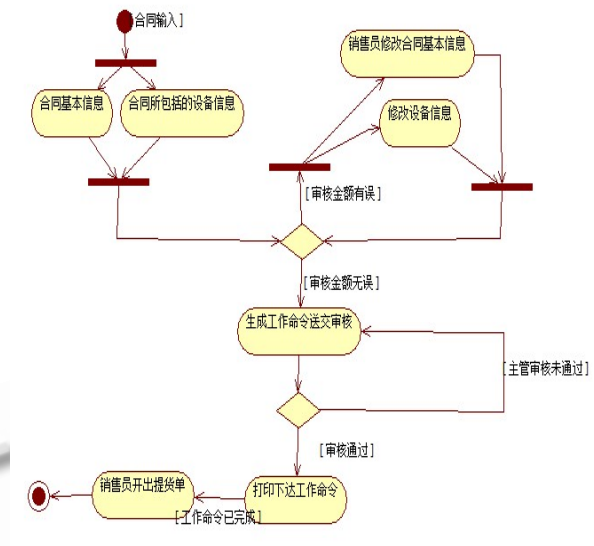 合同输入]
销售员修改合同基本信息
合同基本信息
合同所包括的设备信息
修改设备信息
[审核金额有误]
[审核金额无误]
生成工作命令送交审核
[主管审核未通过]
[审核通过]
销售员开出提货单
打印下达工作命令
[工作命令已完成]